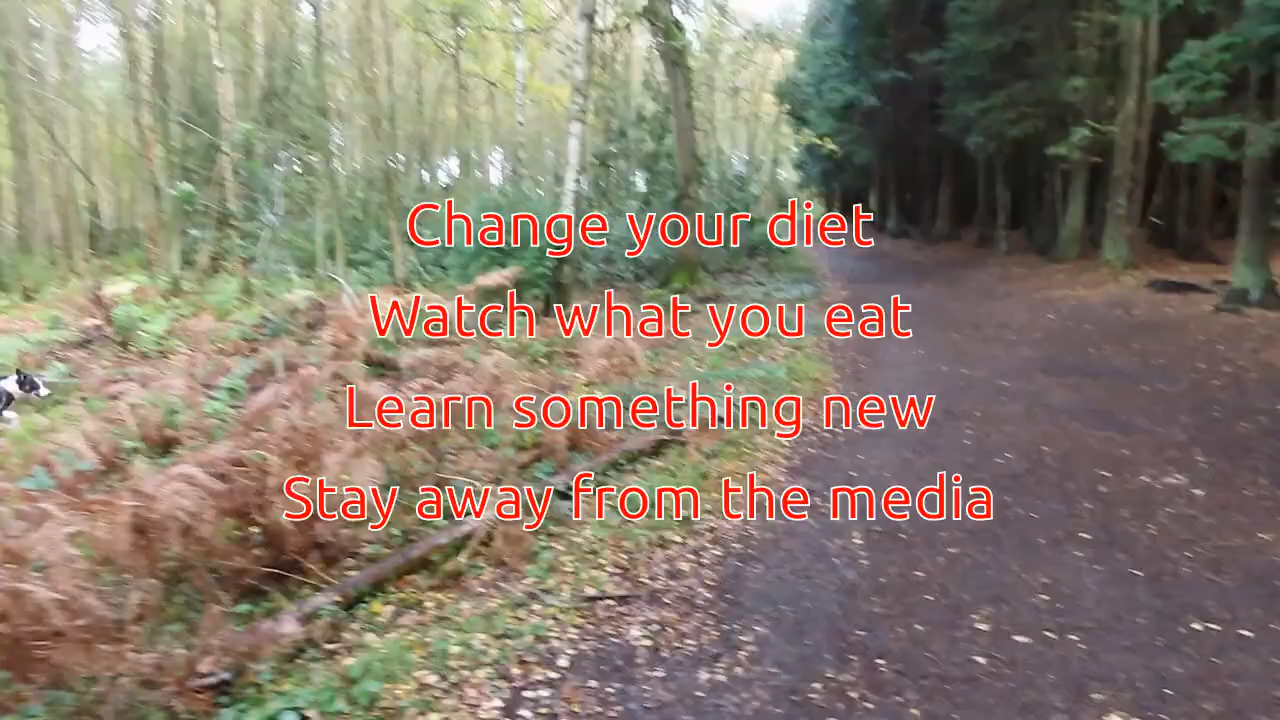 Change your diet
Watch what you eat
Learn something new
Stay away from the media